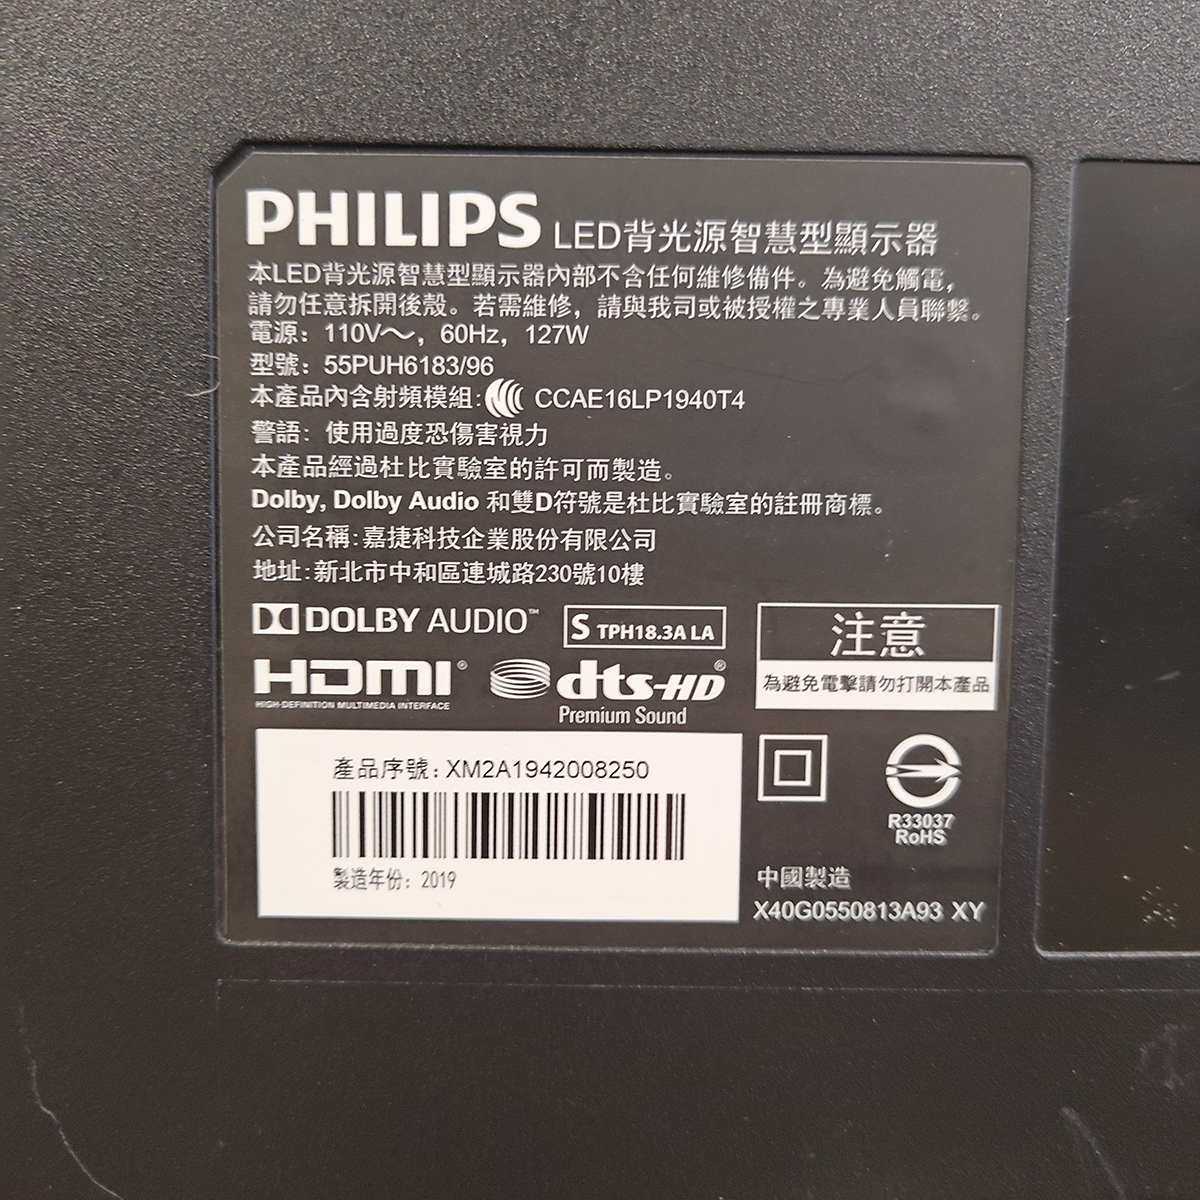 PHILIPS LED背光源智慧型顯示器
本LED背光源智慧型顯示器內部不含任何維修備件。為避免觸電，
請勿任意拆開後殼。若需維修，請與我司或被授權之專業人員聯繫。
電源：110V～，60Hz，127W
型號：55PUH6183/96
本產品內含射頻模組: CCAE16LP1940T4
警語：使用過度恐傷害視力
本產品經過杜比實驗室的許可而製造。
Dolby, Dolby Audio 和雙D符號是杜比實驗室的註冊商標。
公司名稱:嘉捷科技企業股份有限公司
地址:新北市中和區連城路230號10樓
DOLBY AUDIO™
S TPH18.3A LA
HDMI®
HIGH-DEFINITION MULTIMEDIA INTERFACE
dts-HD®
Premium Sound
注意
為避免電擊請勿打開本產品
產品序號: XM2A1942008250
製造年份: 2019
R33037
RoHS
中國製造
X40G0550813A93 XY